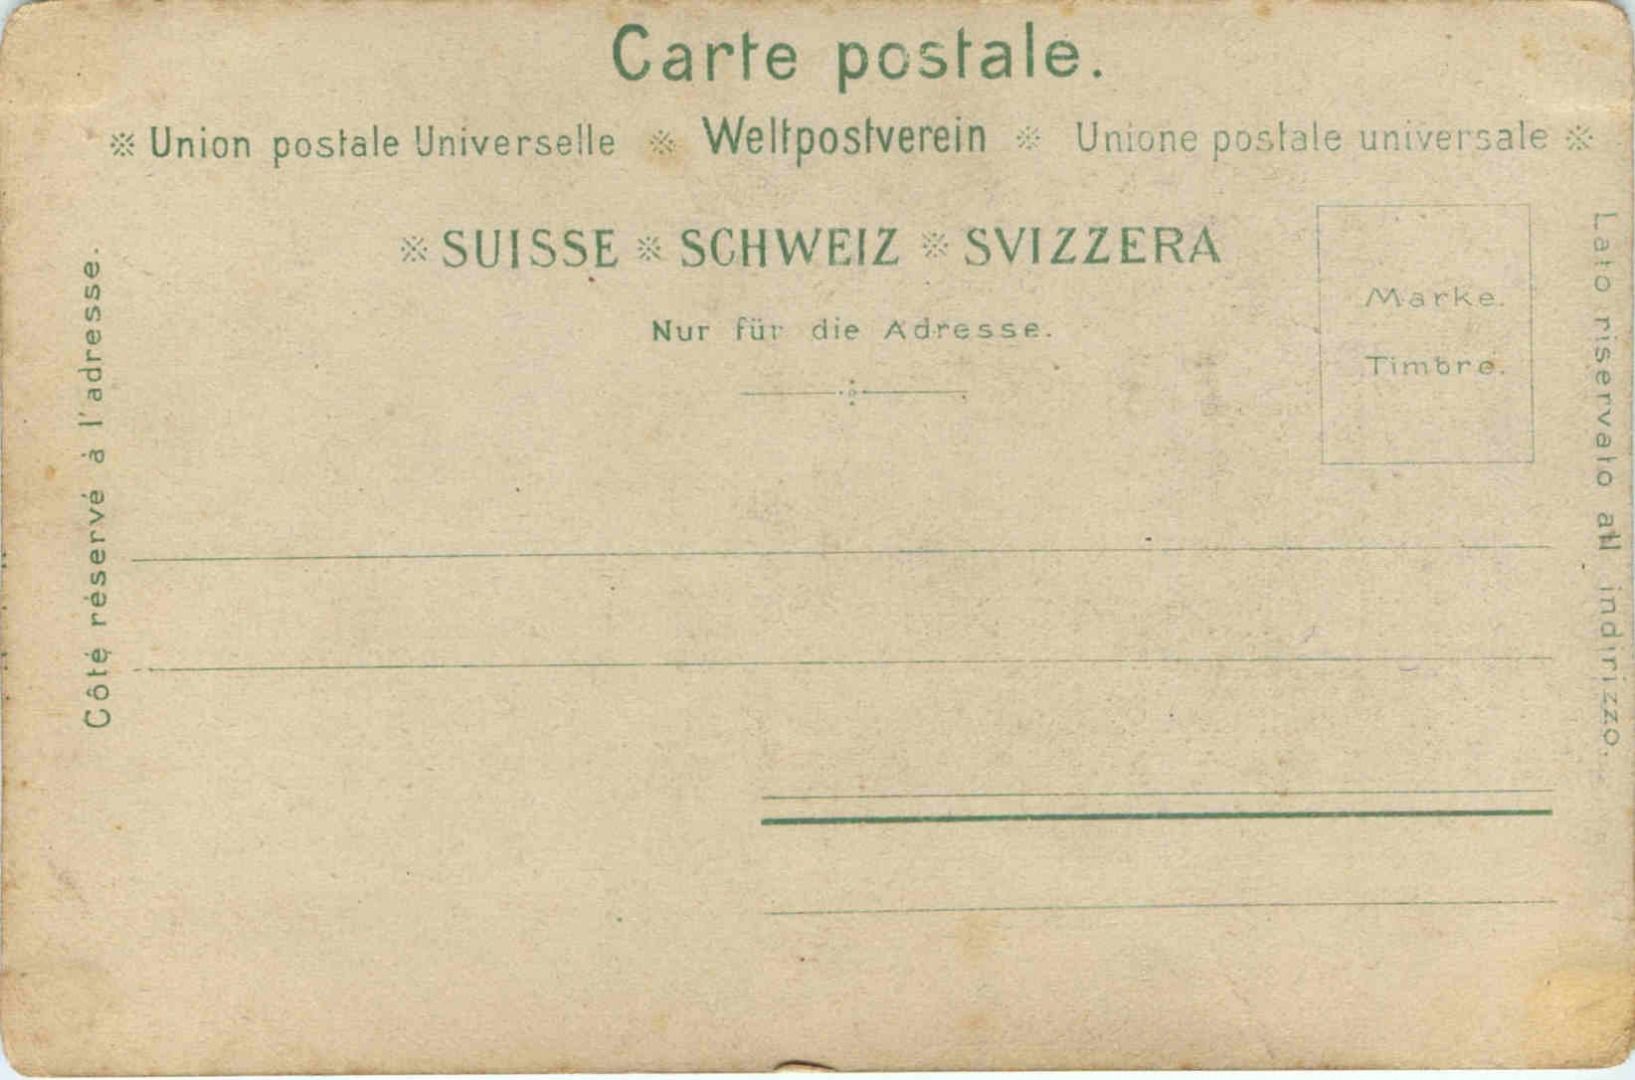 Carte postale.
※ Union postale Universelle ※ Weltpostverein ※ Unione postale universale ※
※ SUISSE ※ SCHWEIZ ※ SVIZZERA
Nur für die Adresse.
Marke.
Timbre.
Côté réservé à l'adresse.
Lato riservato all indirizzo.